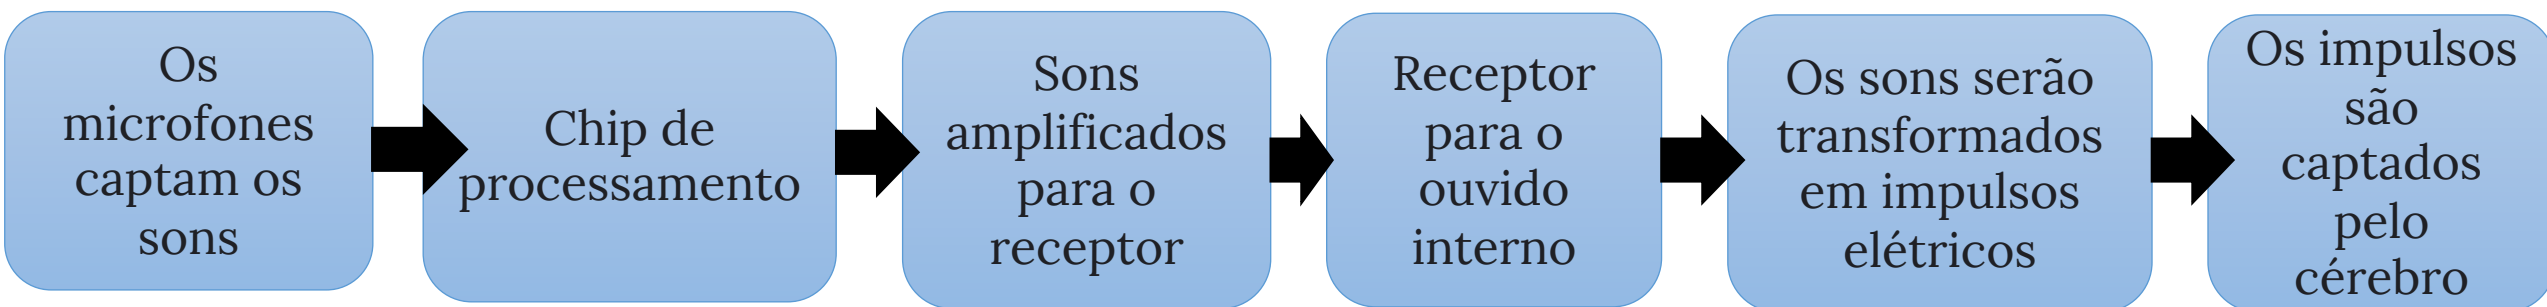 Os
microfones
captam os
sons
Chip de
processamento
Sons
amplificados
para o
receptor
Receptor
para o
ouvido
interno
Os sons serão
transformados
em impulsos
elétricos
Os impulsos
são
captados
pelo
cérebro